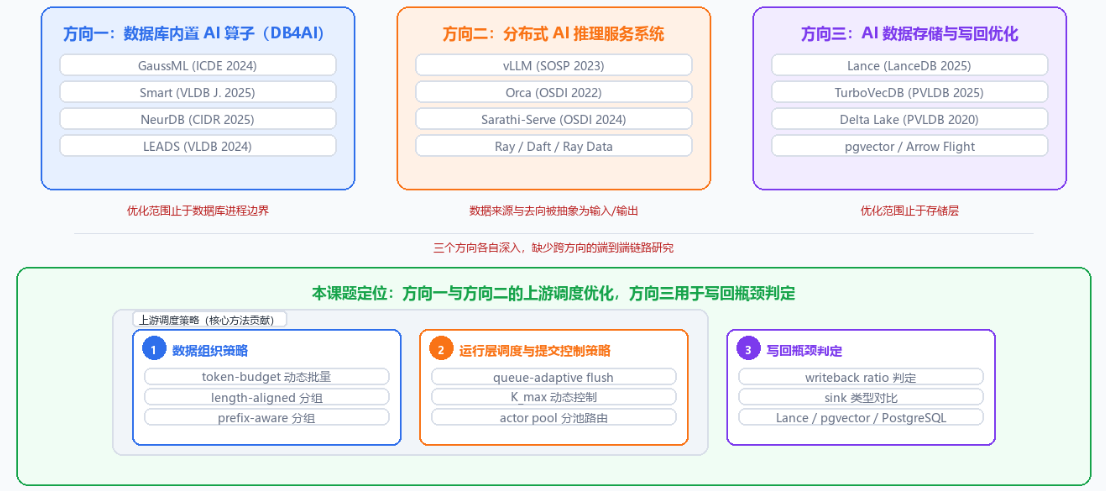 方向一：数据库内置 AI 算子（DB4AI）
GaussML (ICDE 2024)
Smart (VLDB J. 2025)
NeurDB (CIDR 2025)
LEADS (VLDB 2024)
优化范围止于数据库进程边界
方向二：分布式 AI 推理服务系统
vLLM (SOSP 2023)
Orca (OSDI 2022)
Sarathi-Serve (OSDI 2024)
Ray / Daft / Ray Data
数据来源与去向被抽象为输入/输出
方向三：AI 数据存储与写回优化
Lance (LanceDB 2025)
TurboVecDB (PVLDB 2025)
Delta Lake (PVLDB 2020)
pgvector / Arrow Flight
优化范围止于存储层
三个方向各自深入，缺少跨方向的端到端链路研究
本课题定位：方向一与方向二的上游调度优化，方向三用于写回瓶颈判定
上游调度策略（核心方法贡献）
1 数据组织策略
token-budget 动态批量
length-aligned 分组
prefix-aware 分组
2 运行层调度与提交控制策略
queue-adaptive flush
K_max 动态控制
actor pool 分池路由
3 写回瓶颈判定
writeback ratio 判定
sink 类型对比
Lance / pgvector / PostgreSQL